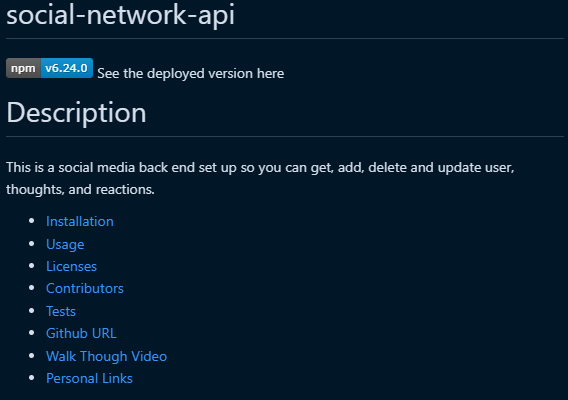 social-network-api
npm v6.24.0 See the deployed version here
Description
This is a social media back end set up so you can get, add, delete and update user,
thoughts, and reactions.
Installation
Usage
Licenses
Contributors
Tests
Github URL
Walk Though Video
Personal Links